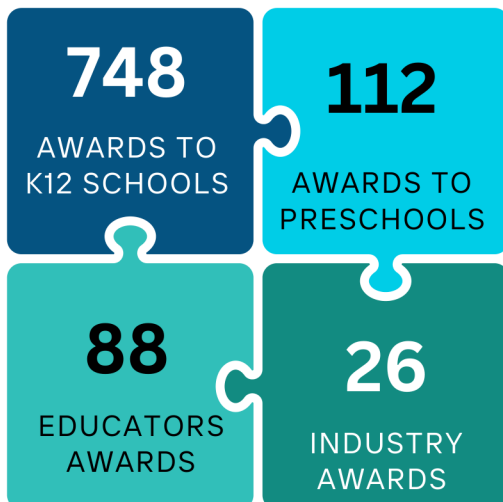 748
AWARDS TO
K12 SCHOOLS
112
AWARDS TO
PRESCHOOLS
88
EDUCATORS
AWARDS
26
INDUSTRY
AWARDS